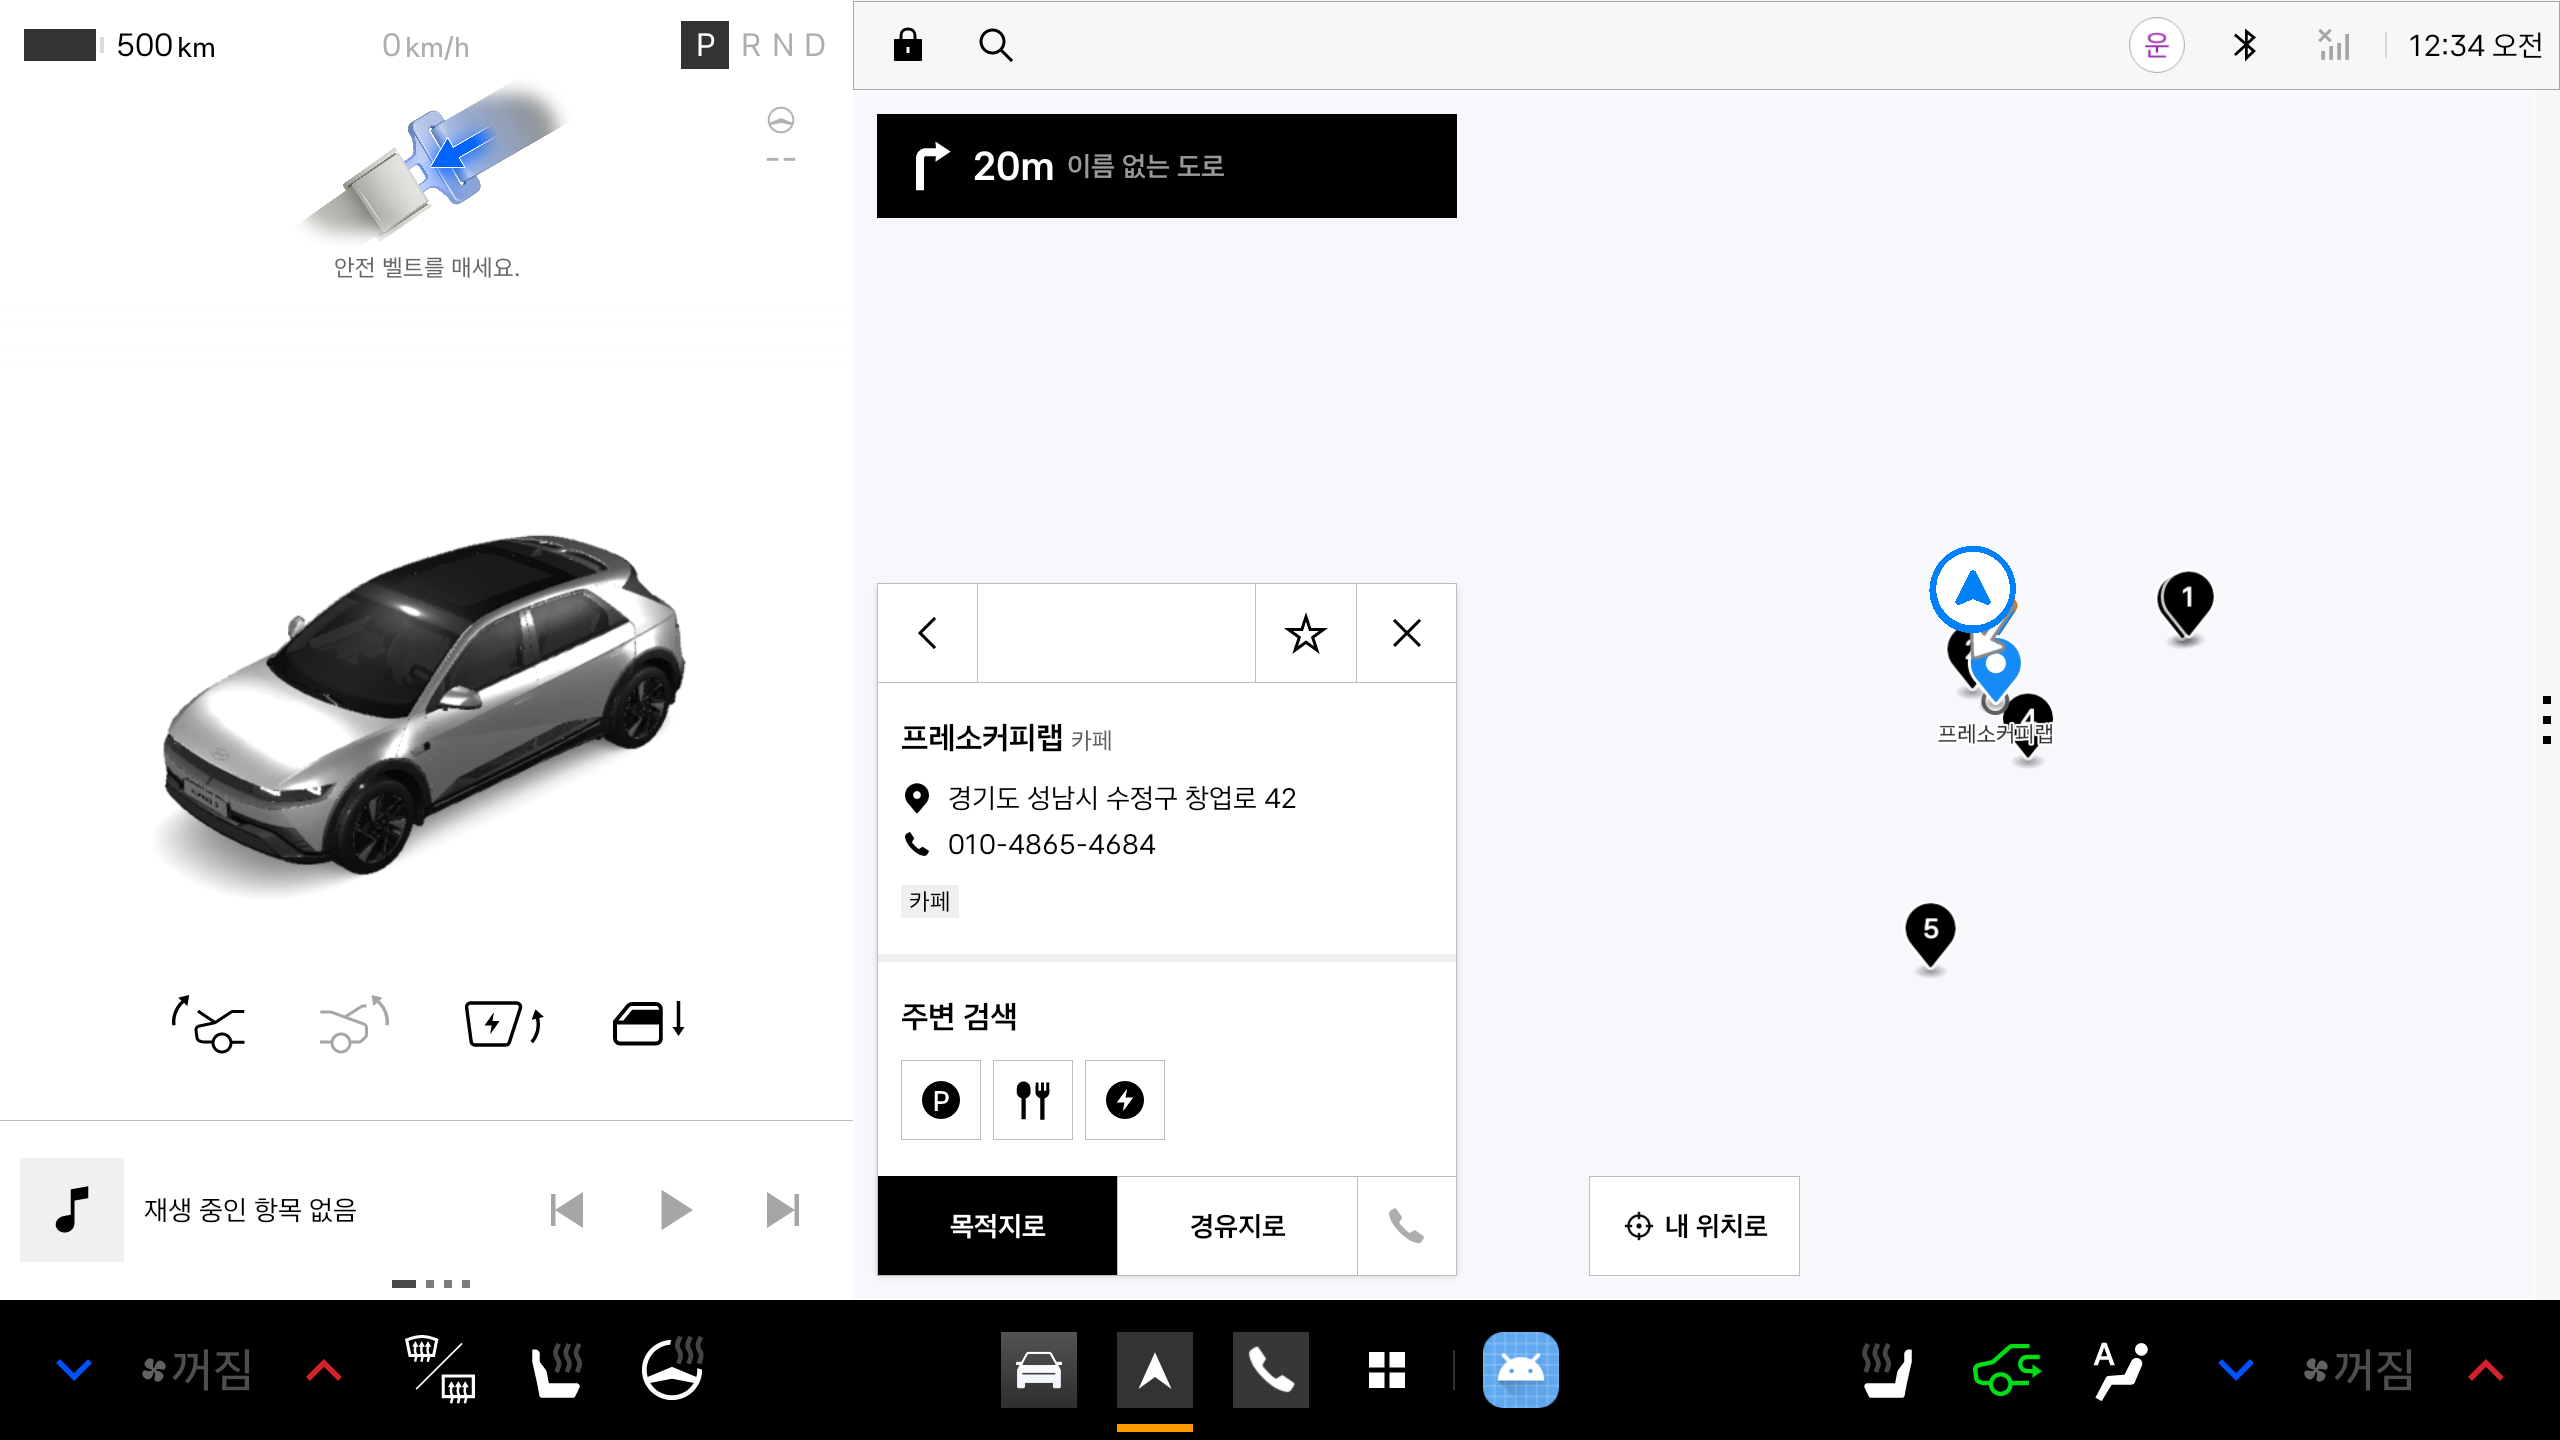 500 km
0 km/h
P R N D
운
12:34 오전
안전 벨트를 매세요.
20m 이름 없는 도로
프레소커피랩 카페
경기도 성남시 수정구 창업로 42
010-4865-4684
카페
주변 검색
P
목적지로
경유지로
내 위치로
1
4
프레소커피랩
5
재생 중인 항목 없음
꺼짐
A
꺼짐